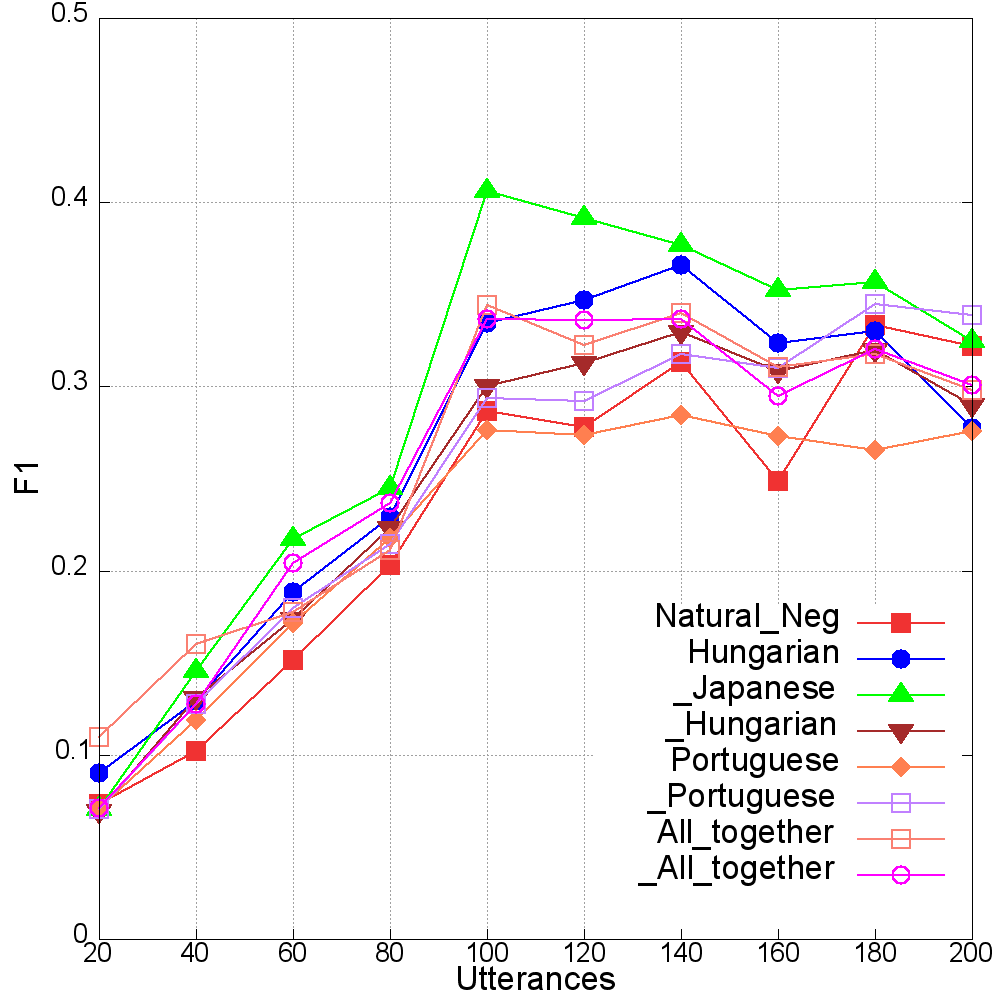 0.5
0.4
0.3
0.2
0.1
0
F1
Natural_Neg
Hungarian
_Japanese
_Hungarian
Portuguese
_Portuguese
All_together
_All_together
20 40 60 80 100 120 140 160 180 200
Utterances